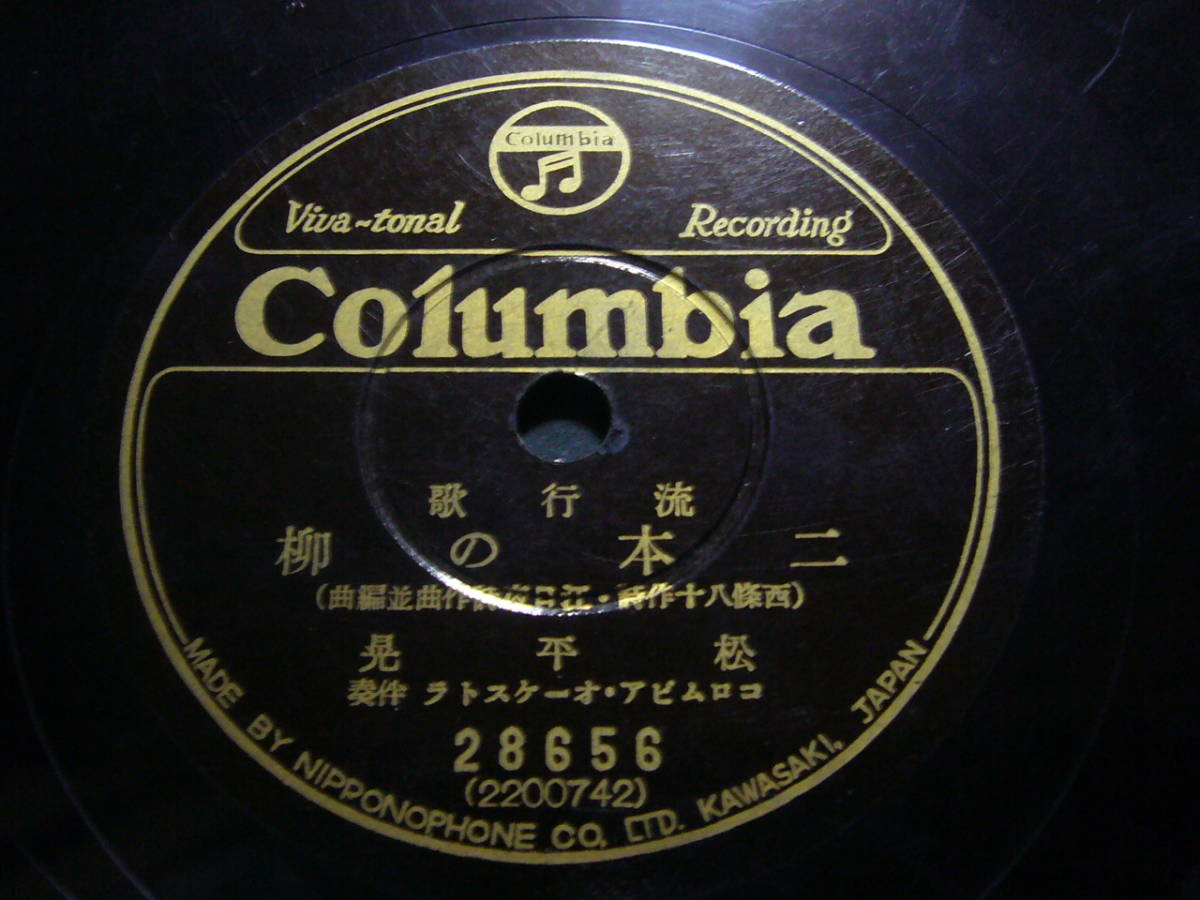 Columbia
Viva-tonal Recording
Columbia
流行歌
二本の柳
(西條八十作詩・江口夜詩作曲並編曲)
松平晃
コロムビア・オーケストラ 伴奏
28656
(2200742)
MADE BY NIPPONOPHONE CO, LTD. KAWASAKI, JAPAN